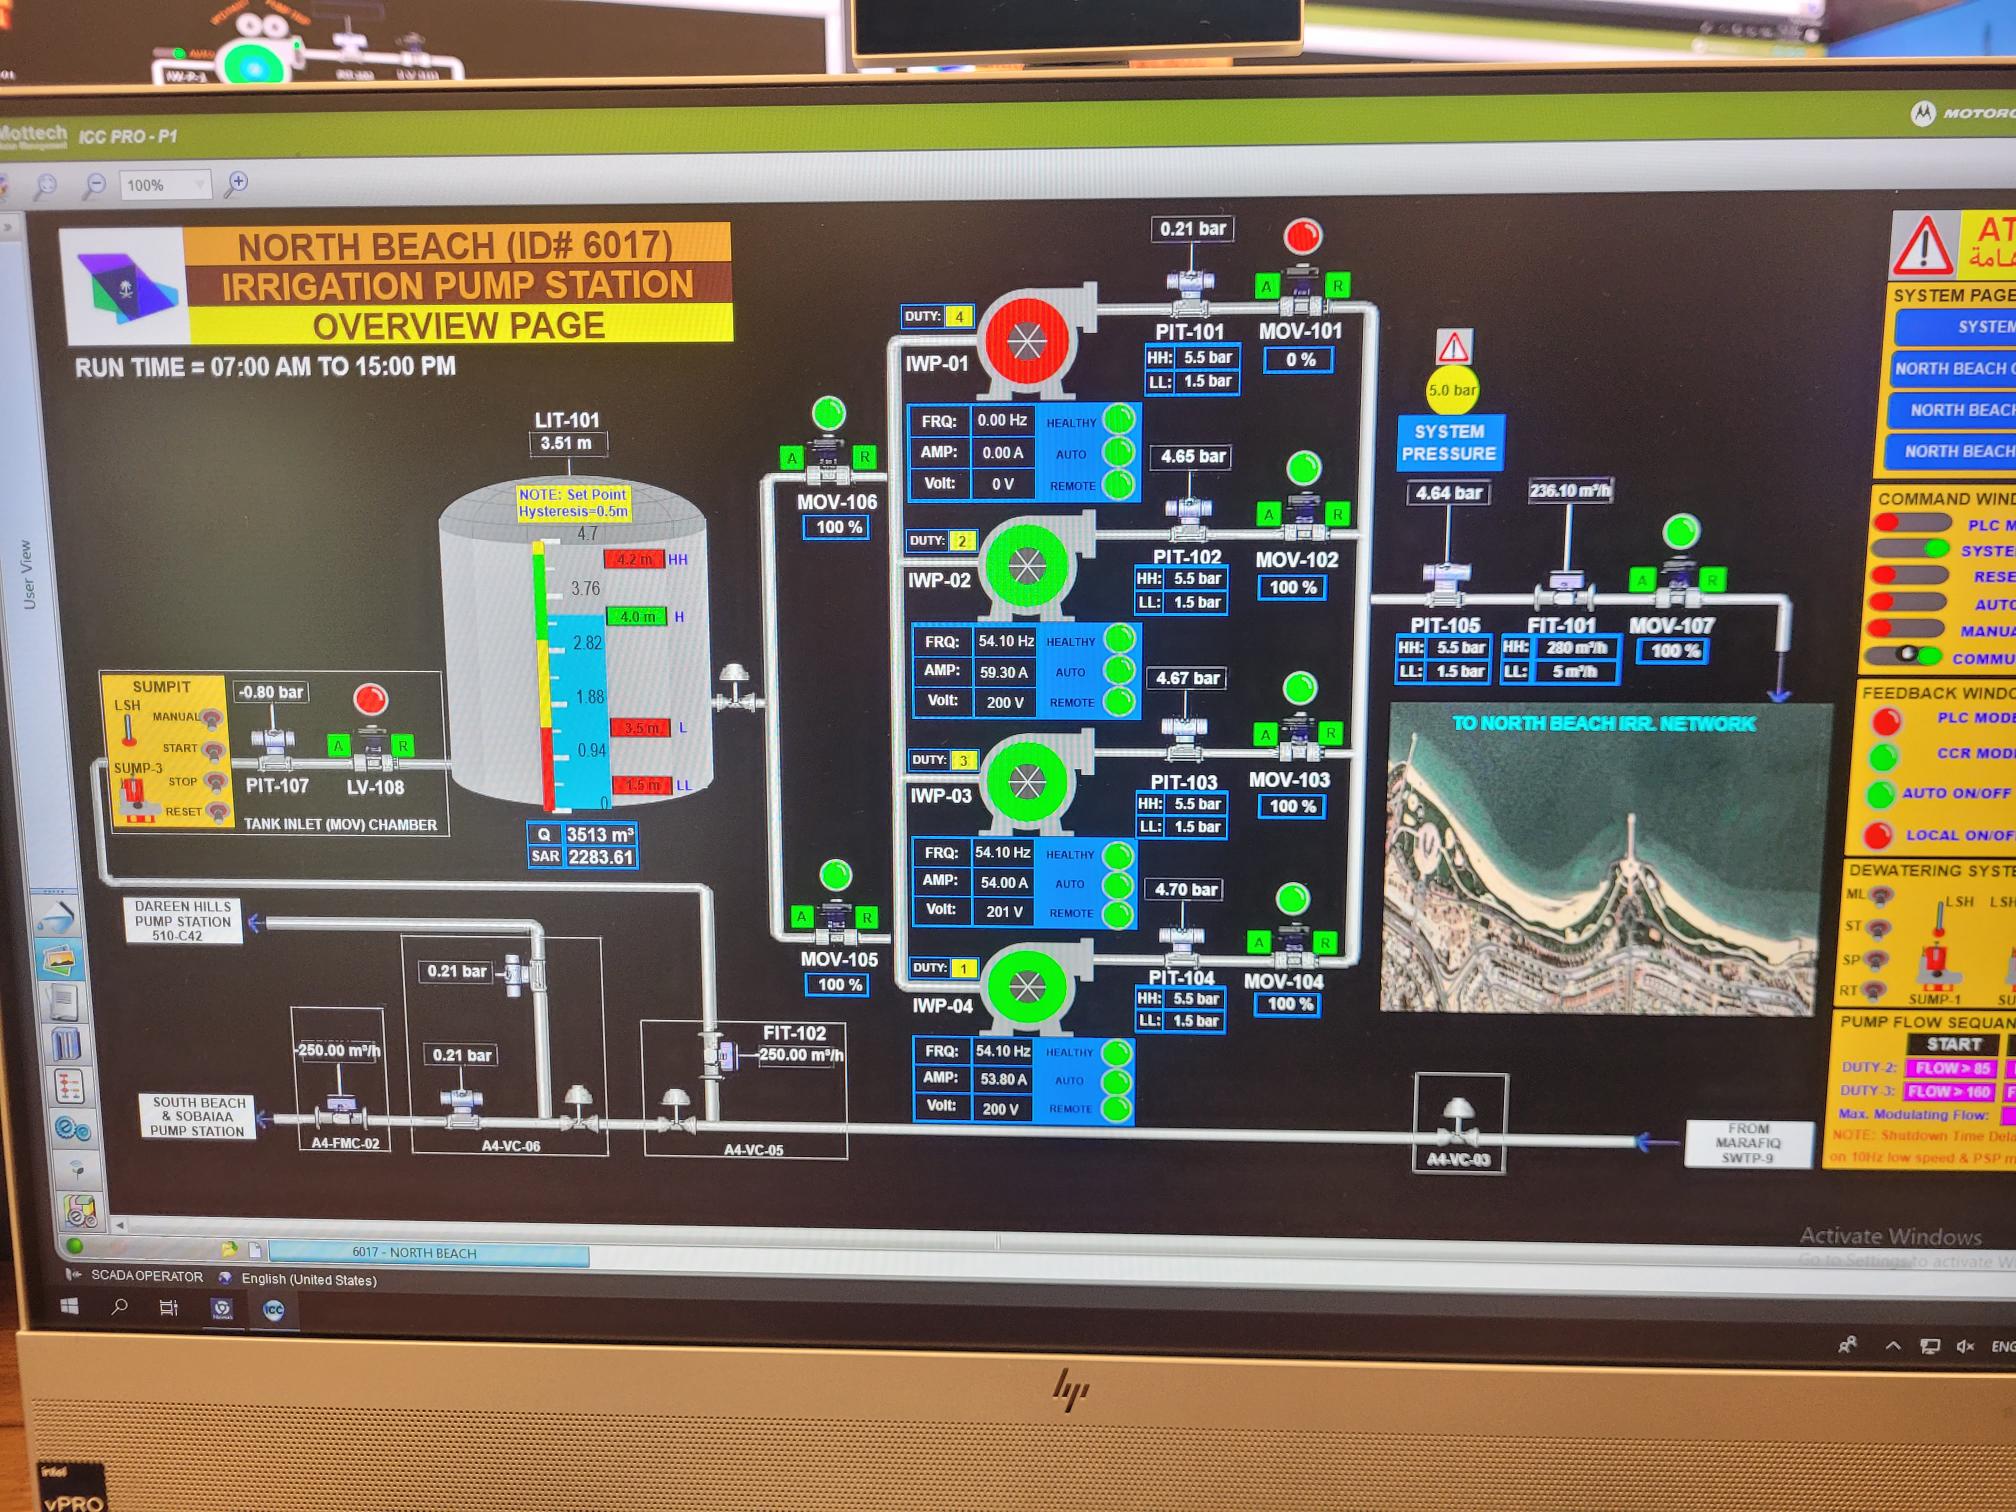 Mottech
ICC PRO - P1
MOTORO
100%
User View
NORTH BEACH (ID# 6017)
IRRIGATION PUMP STATION
OVERVIEW PAGE
RUN TIME = 07:00 AM TO 15:00 PM
LIT-101
3.51 m
NOTE: Set Point
Hysteresis=0.5m
4.7
4.2 m HH
3.76
4.0 m H
2.82
1.88
3.5 m L
0.94
1.5 m LL
0
Q 3513 m³
SAR 2283.61
SUMPIT
LSH
MANUAL
START
SUMP-3
STOP
RESET
-0.80 bar
A R
PIT-107
LV-108
TANK INLET (MOV) CHAMBER
DAREEN HILLS
PUMP STATION
510-C42
0.21 bar
-250.00 m³/h
0.21 bar
FIT-102
-250.00 m³/h
SOUTH BEACH
& SOBAIAA
PUMP STATION
A4-FMC-02
A4-VC-06
A4-VC-05
A4-VC-03
FROM
MARAFIQ
SWTP-9
A R
MOV-106
100 %
A R
MOV-105
100 %
DUTY: 4
IWP-01
FRQ: 0.00 Hz HEALTHY
AMP: 0.00 A AUTO
Volt: 0 V REMOTE
0.21 bar
PIT-101
HH: 5.5 bar
LL: 1.5 bar
A R
MOV-101
0 %
DUTY: 2
IWP-02
FRQ: 54.10 Hz HEALTHY
AMP: 59.30 A AUTO
Volt: 200 V REMOTE
4.65 bar
PIT-102
HH: 5.5 bar
LL: 1.5 bar
A R
MOV-102
100 %
DUTY: 3
IWP-03
FRQ: 54.10 Hz HEALTHY
AMP: 54.00 A AUTO
Volt: 201 V REMOTE
4.67 bar
PIT-103
HH: 5.5 bar
LL: 1.5 bar
A R
MOV-103
100 %
DUTY: 1
IWP-04
FRQ: 54.10 Hz HEALTHY
AMP: 53.80 A AUTO
Volt: 200 V REMOTE
4.70 bar
PIT-104
HH: 5.5 bar
LL: 1.5 bar
A R
MOV-104
100 %
5.0 bar
SYSTEM
PRESSURE
4.64 bar
236.10 m³/h
PIT-105
HH: 5.5 bar
LL: 1.5 bar
FIT-101
HH: 280 m³/h
LL: 5 m³/h
A R
MOV-107
100 %
TO NORTH BEACH IRR. NETWORK
AT
SYSTEM PAGE
SYSTEM
NORTH BEACH
NORTH BEACH
NORTH BEACH
COMMAND WIND
PLC M
SYSTE
RESE
AUTO
MANUA
COMMU
FEEDBACK WINDO
PLC MODE
CCR MODE
AUTO ON/OFF
LOCAL ON/OFF
DEWATERING SYSTE
ML LSH LSH
ST
SP
RT
SUMP-1 SU
PUMP FLOW SEQUAN
START
DUTY-2: FLOW > 85
DUTY-3: FLOW > 160
Max. Modulating Flow:
NOTE: Shutdown Time Dela
on 10Hz low speed & PSP m
Activate Windows
Go to Settings to activate Wi
6017 - NORTH BEACH
SCADAOPERATOR
English (United States)
ICC
ENG
hp
intel
vPRO